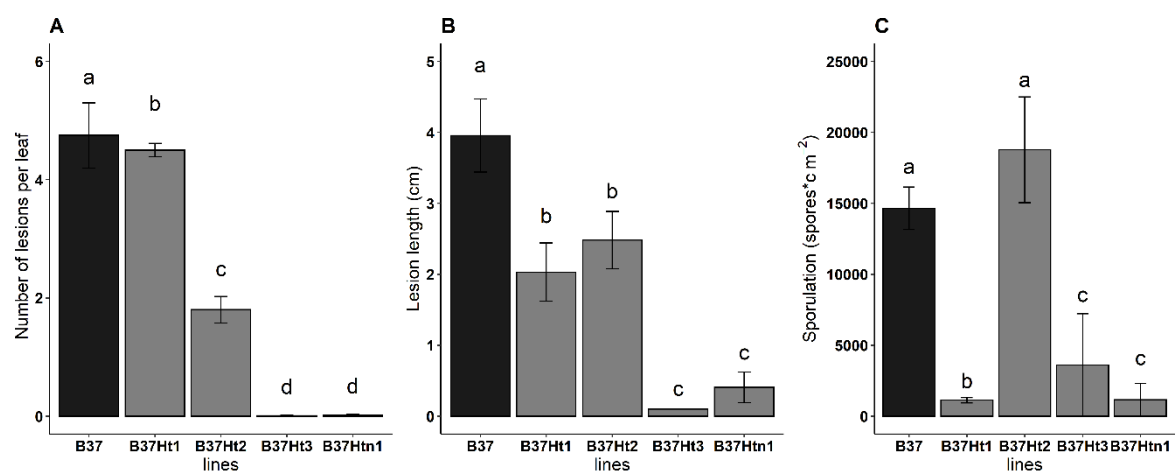 A
Number of lesions per leaf
6
4
2
0
a
b
c
d
d
B37
B37Ht1
B37Ht2
B37Ht3
B37Htn1
lines
B
Lesion length (cm)
5
4
3
2
1
0
a
b
b
c
c
B37
B37Ht1
B37Ht2
B37Ht3
B37Htn1
lines
C
Sporulation (spores*c m ²)
25000
20000
15000
10000
5000
0
a
b
a
c
c
B37
B37Ht1
B37Ht2
B37Ht3
B37Htn1
lines